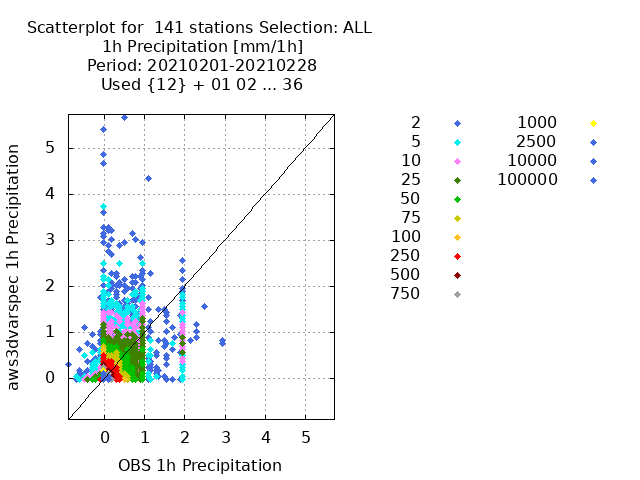 Scatterplot for  141 stations Selection: ALL
1h Precipitation [mm/1h]
Period: 20210201-20210228
Used {12} + 01 02 ... 36
aws3dvarspec 1h Precipitation
5
4
3
2
1
0
0 1 2 3 4 5
OBS 1h Precipitation
2
5
10
25
50
75
100
250
500
750
1000
2500
10000
100000